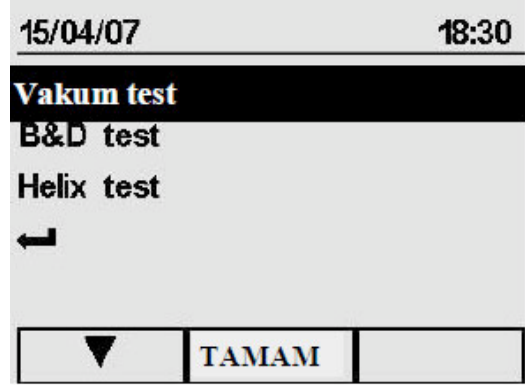 15/04/07 18:30
Vakum test
B&D test
Helix test
TAMAM